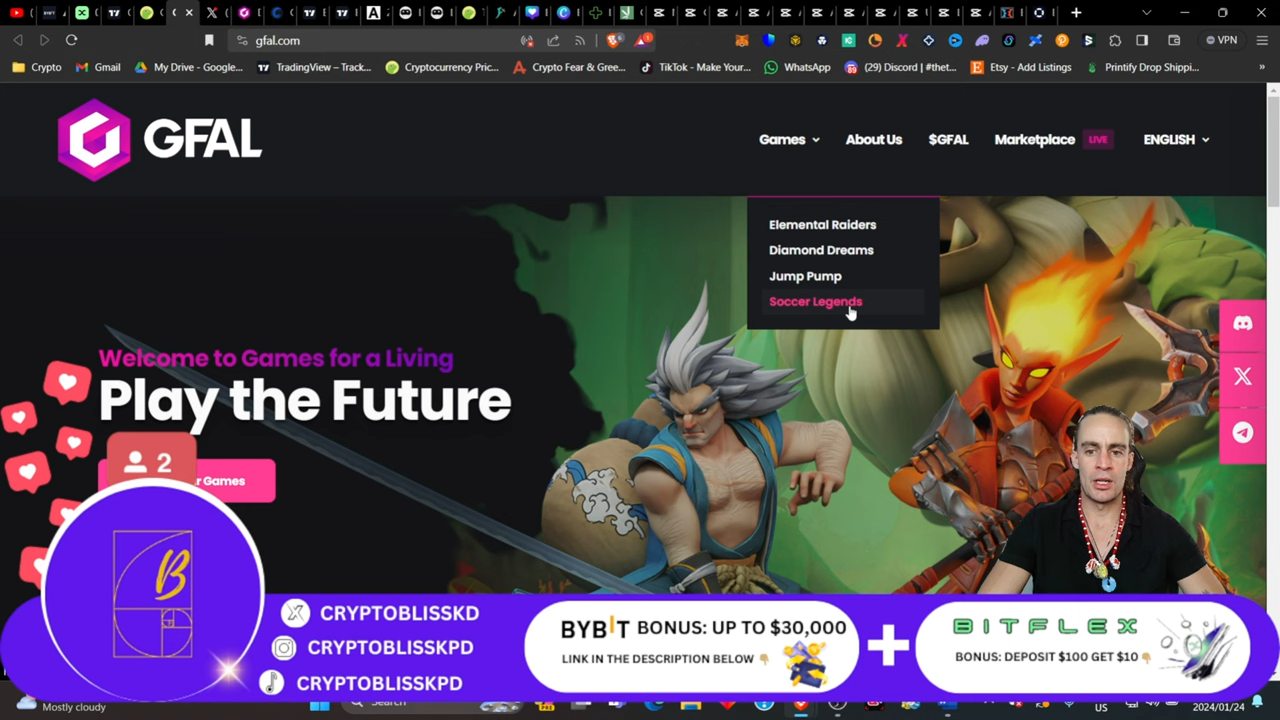 gfal.com
VPN
Crypto
Gmail
My Drive - Google...
TradingView – Track...
Cryptocurrency Pric...
Crypto Fear & Gree...
TikTok - Make Your...
WhatsApp
(29) Discord | #thet...
Etsy - Add Listings
Printify Drop Shippi...
GFAL
Games
About Us
$GFAL
Marketplace LIVE
ENGLISH
Elemental Raiders
Diamond Dreams
Jump Pump
Soccer Legends
Welcome to Games for a Living
Play the Future
2
Games
B
CRYPTOBLISSKD
CRYPTOBLISSKPD
CRYPTOBLISSKPD
BYBIT BONUS: UP TO $30,000
LINK IN THE DESCRIPTION BELOW
+
BITFLEX
BONUS: DEPOSIT $100 GET $10
Mostly cloudy
Search
US
2024/01/24